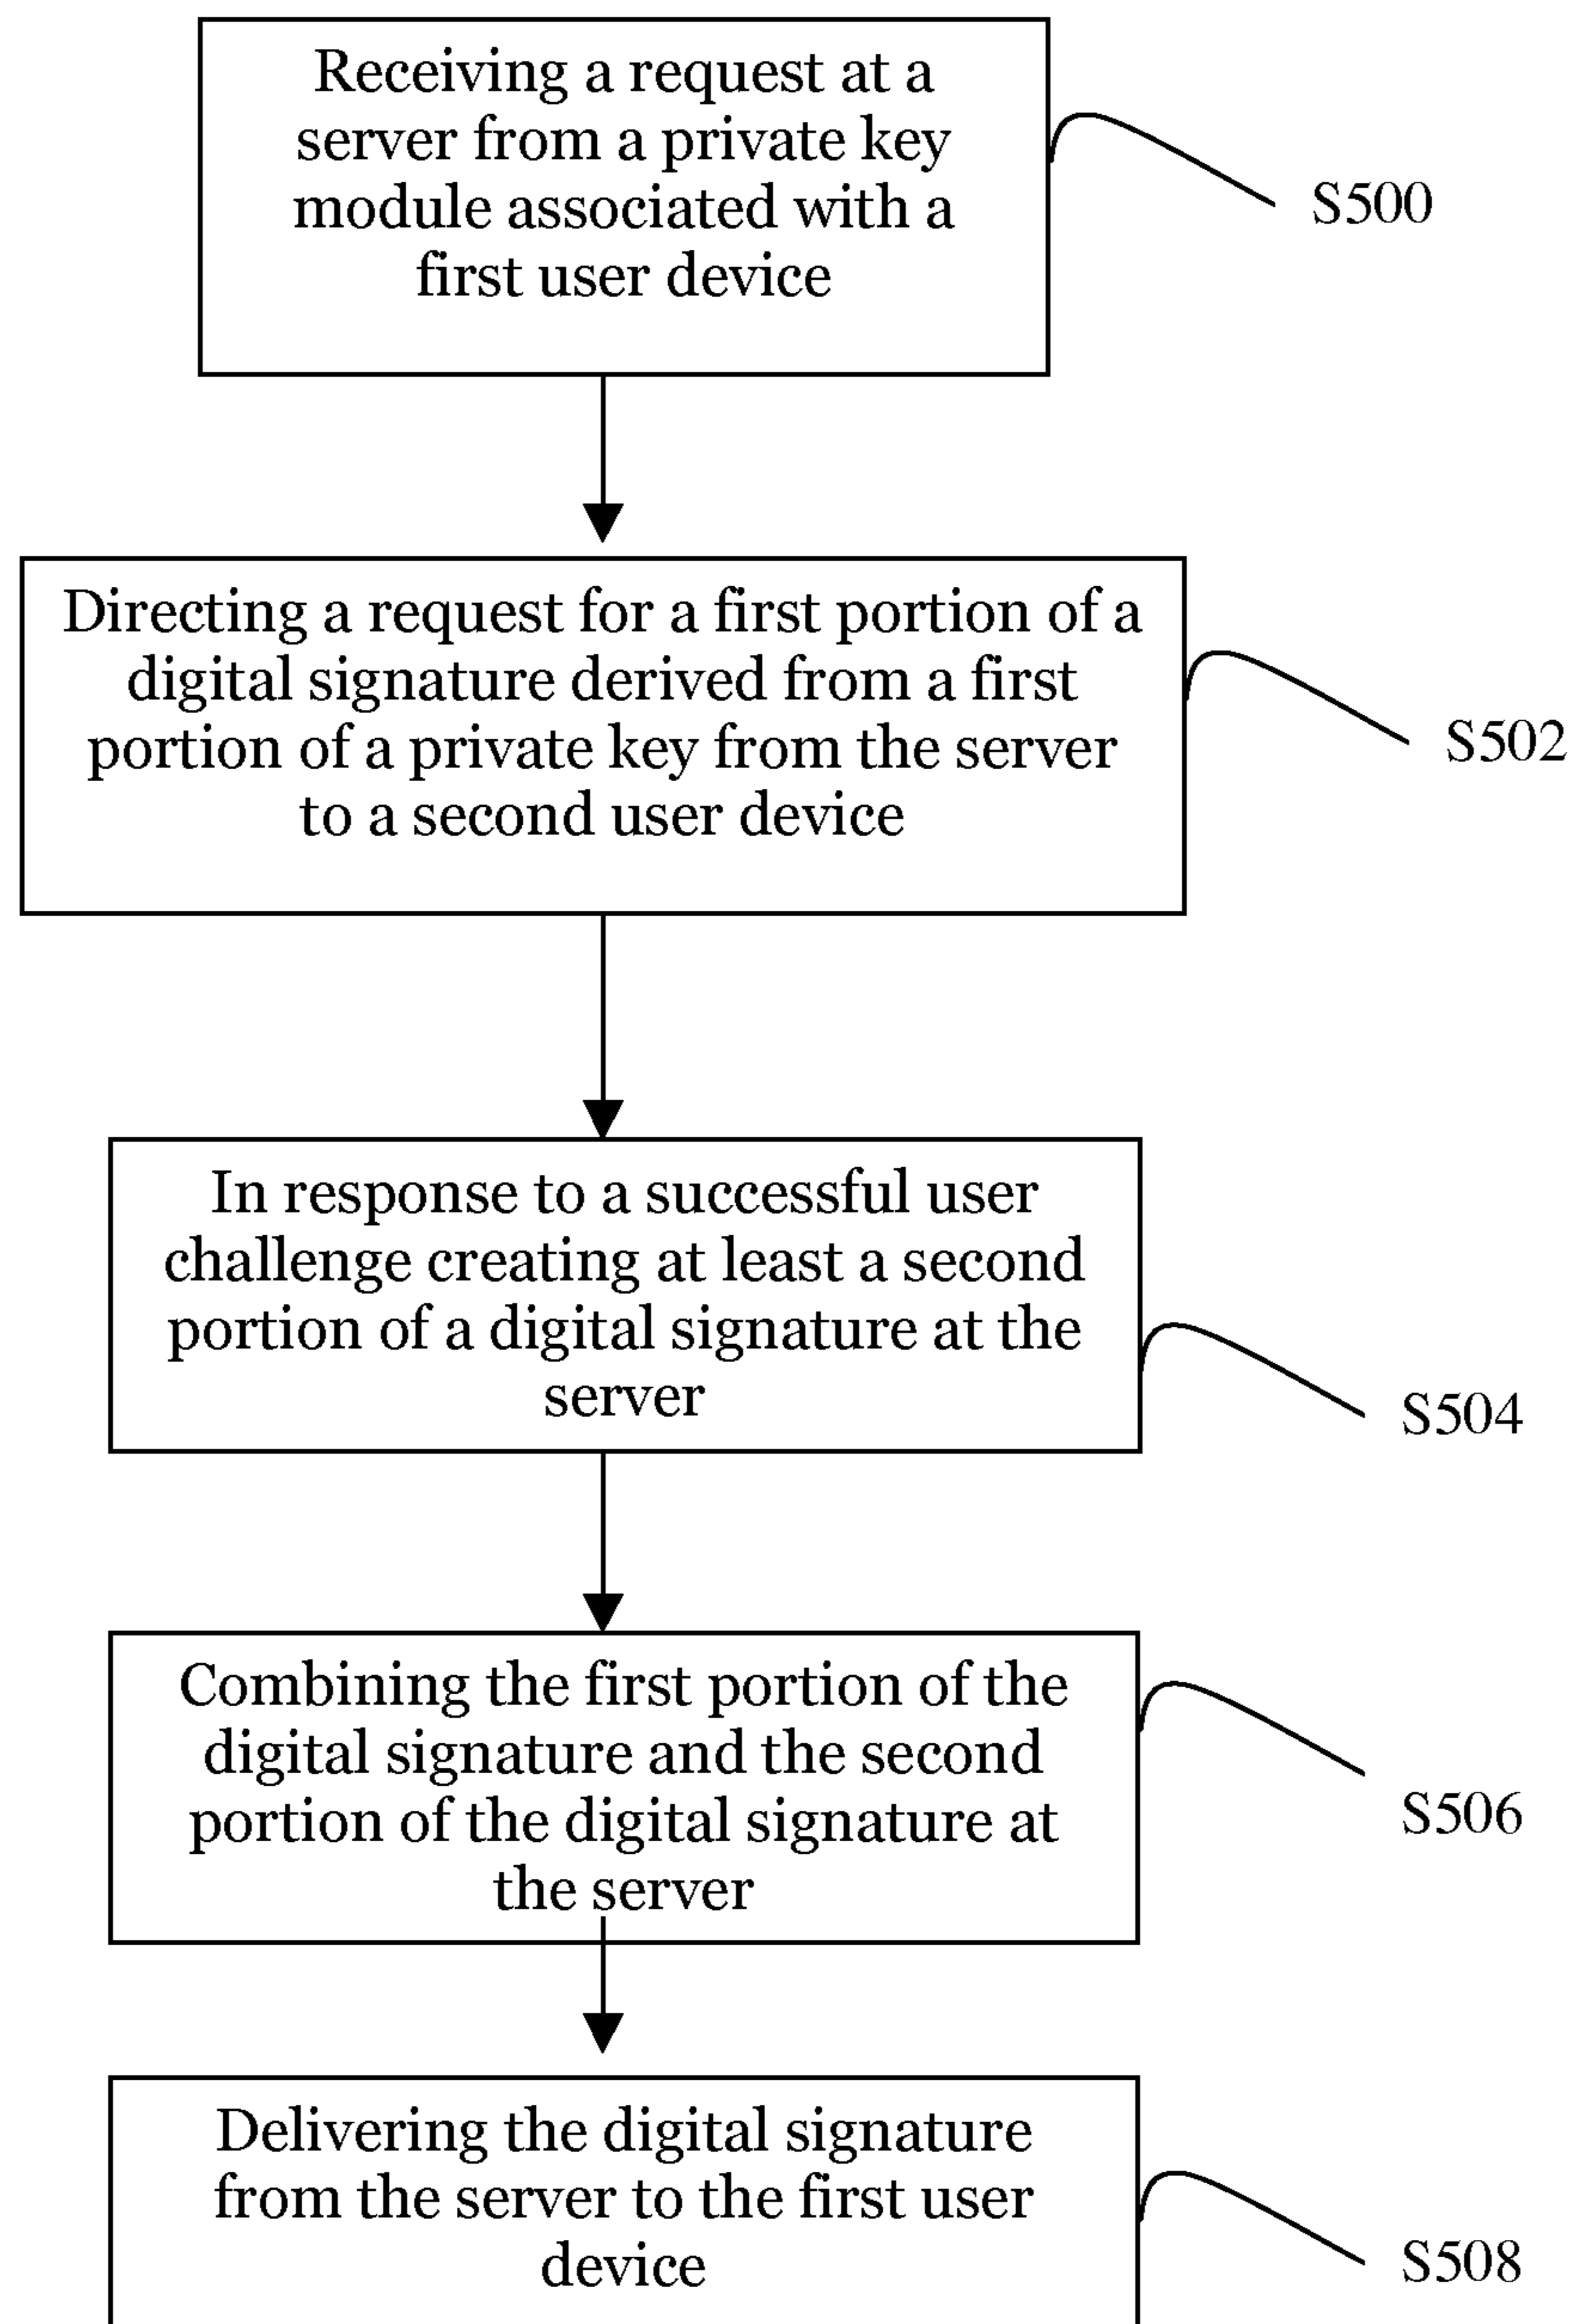 Receiving a request at a
server from a private key
module associated with a
first user device
S500
Directing a request for a first portion of a
digital signature derived from a first
portion of a private key from the server
to a second user device
S502
In response to a successful user
challenge creating at least a second
portion of a digital signature at the
server
S504
Combining the first portion of the
digital signature and the second
portion of the digital signature at
the server
S506
Delivering the digital signature
from the server to the first user
device
S508